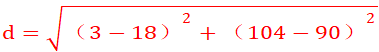 d = √(3 − 18)² + (104 − 90)²